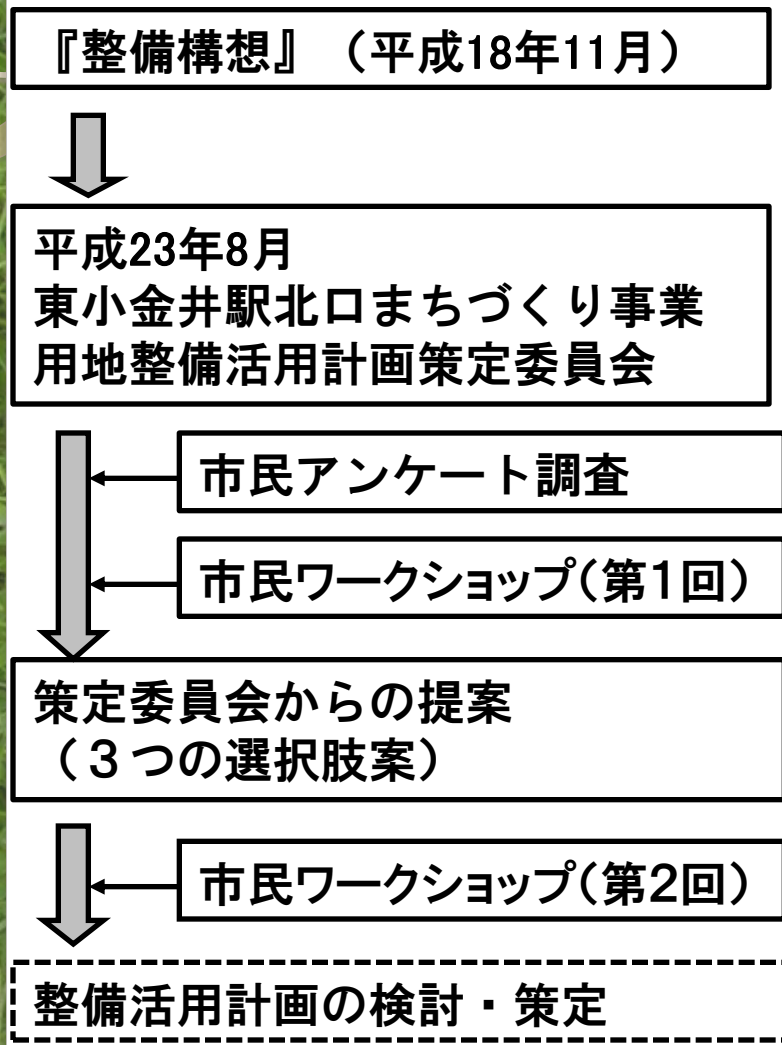 『整備構想』（平成18年11月）
平成23年8月
東小金井駅北口まちづくり事業
用地整備活用計画策定委員会
市民アンケート調査
市民ワークショップ（第1回）
策定委員会からの提案
（３つの選択肢案）
市民ワークショップ（第2回）
整備活用計画の検討・策定